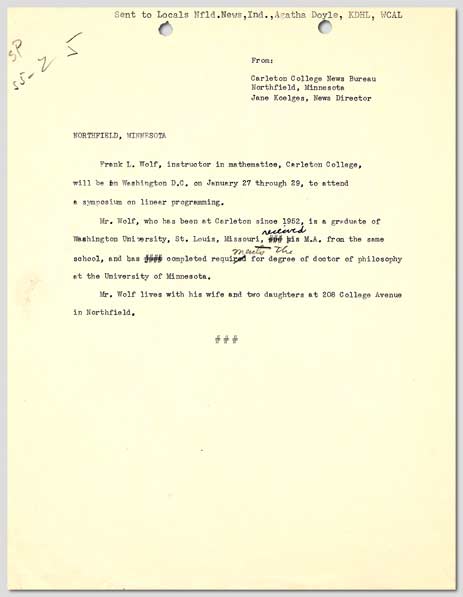 Sent to Locals Nfld.News,Ind.,Agatha Doyle, KDHL, WCAL
SP
55-2
From:
Carleton College News Bureau
Northfield, Minnesota
Jane Koelges, News Director
NORTHFIELD, MINNESOTA
Frank L. Wolf, instructor in mathematics, Carleton College,
will be in Washington D.C. on January 27 through 29, to attend
a symposium on linear programming.
Mr. Wolf, who has been at Carleton since 1952, is a graduate of
received
Washington University, St. Louis, Missouri, ### his M.A. from the same
ments the
school, and has #### completed required for degree of doctor of philosophy
at the University of Minnesota.
Mr. Wolf lives with his wife and two daughters at 208 College Avenue
in Northfield.
###